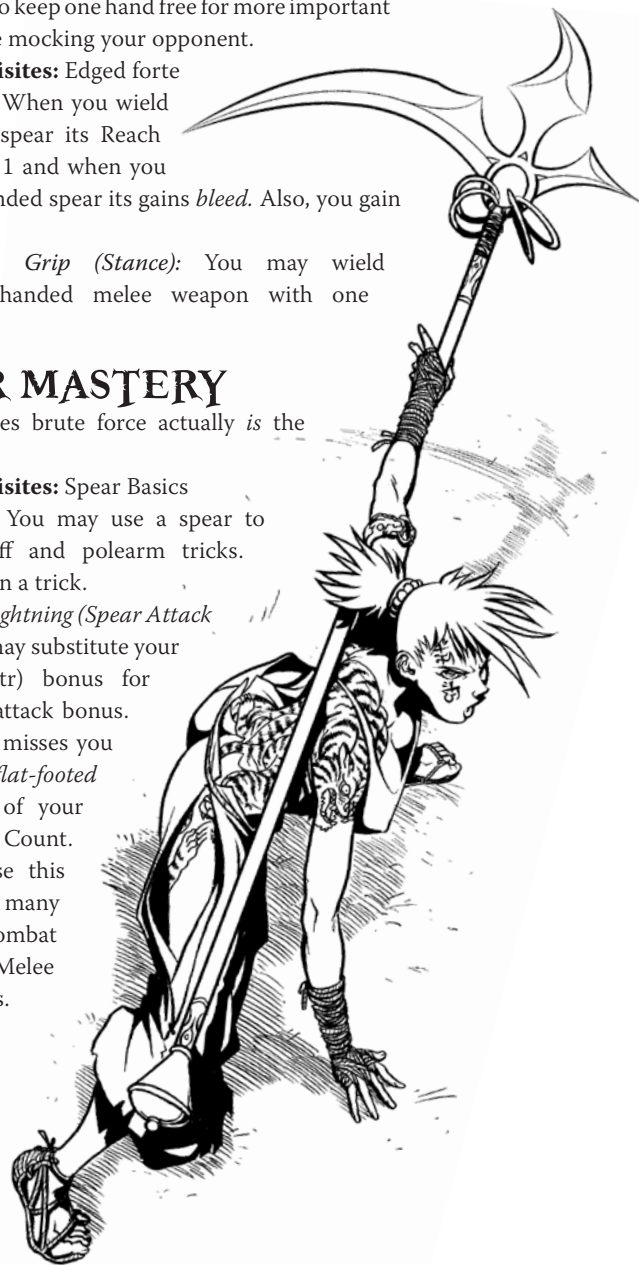 o keep one hand free for more important
e mocking your opponent.
isites: Edged forte
When you wield
spear its Reach
1 and when you
nded spear its gains bleed. Also, you gain
Grip (Stance): You may wield
handed melee weapon with one
R MASTERY
es brute force actually is the
isites: Spear Basics
You may use a spear to
ff and polearm tricks.
n a trick.
ghtning (Spear Attack
may substitute your
tr) bonus for
attack bonus.
misses you
flat-footed
of your
Count.
se this
many
ombat
Melee
s.